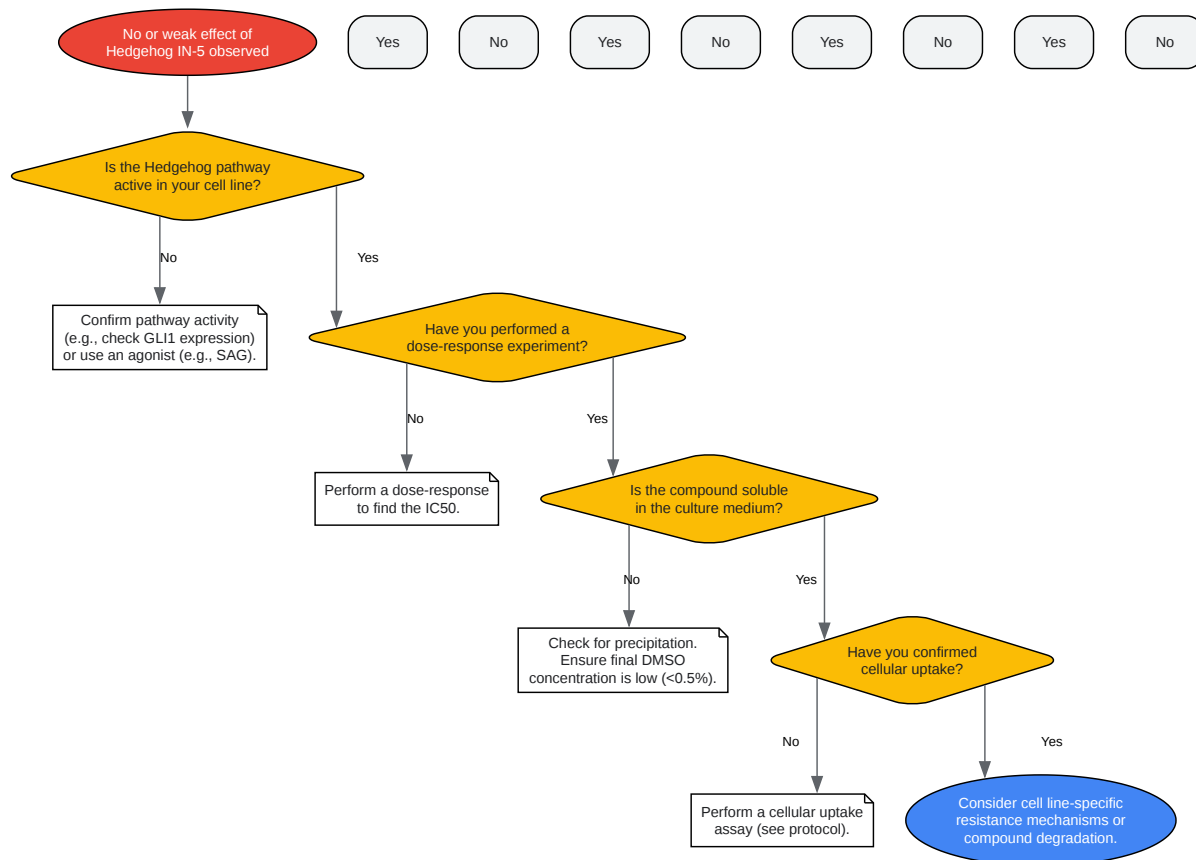 No or weak effect of
Hedgehog IN-5 observed
Yes
No
Yes
No
Yes
No
Yes
No
Is the Hedgehog pathway
active in your cell line?
No
Yes
Confirm pathway activity
(e.g., check GLI1 expression)
or use an agonist (e.g., SAG).
Have you performed a
dose-response experiment?
No
Yes
Perform a dose-response
to find the IC50.
Is the compound soluble
in the culture medium?
No
Yes
Check for precipitation.
Ensure final DMSO
concentration is low (<0.5%).
Have you confirmed
cellular uptake?
No
Yes
Perform a cellular uptake
assay (see protocol).
Consider cell line-specific
resistance mechanisms or
compound degradation.